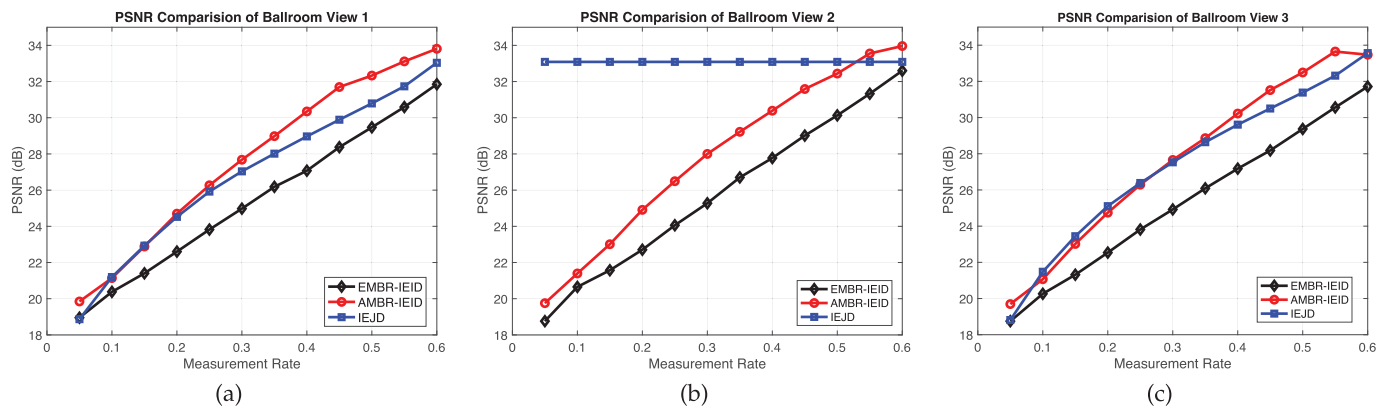 PSNR Comparision of Ballroom View 1
34
32
30
28
26
24
22
20
18
PSNR (dB)
0 0.1 0.2 0.3 0.4 0.5 0.6
Measurement Rate
EMBR-IEID
AMBR-IEID
IEJD
(a)
PSNR Comparision of Ballroom View 2
34
32
30
28
26
24
22
20
18
PSNR (dB)
0 0.1 0.2 0.3 0.4 0.5 0.6
Measurement Rate
EMBR-IEID
AMBR-IEID
IEJD
(b)
PSNR Comparision of Ballroom View 3
34
32
30
28
26
24
22
20
18
PSNR (dB)
0 0.1 0.2 0.3 0.4 0.5 0.6
Measurement Rate
EMBR-IEID
AMBR-IEID
IEJD
(c)